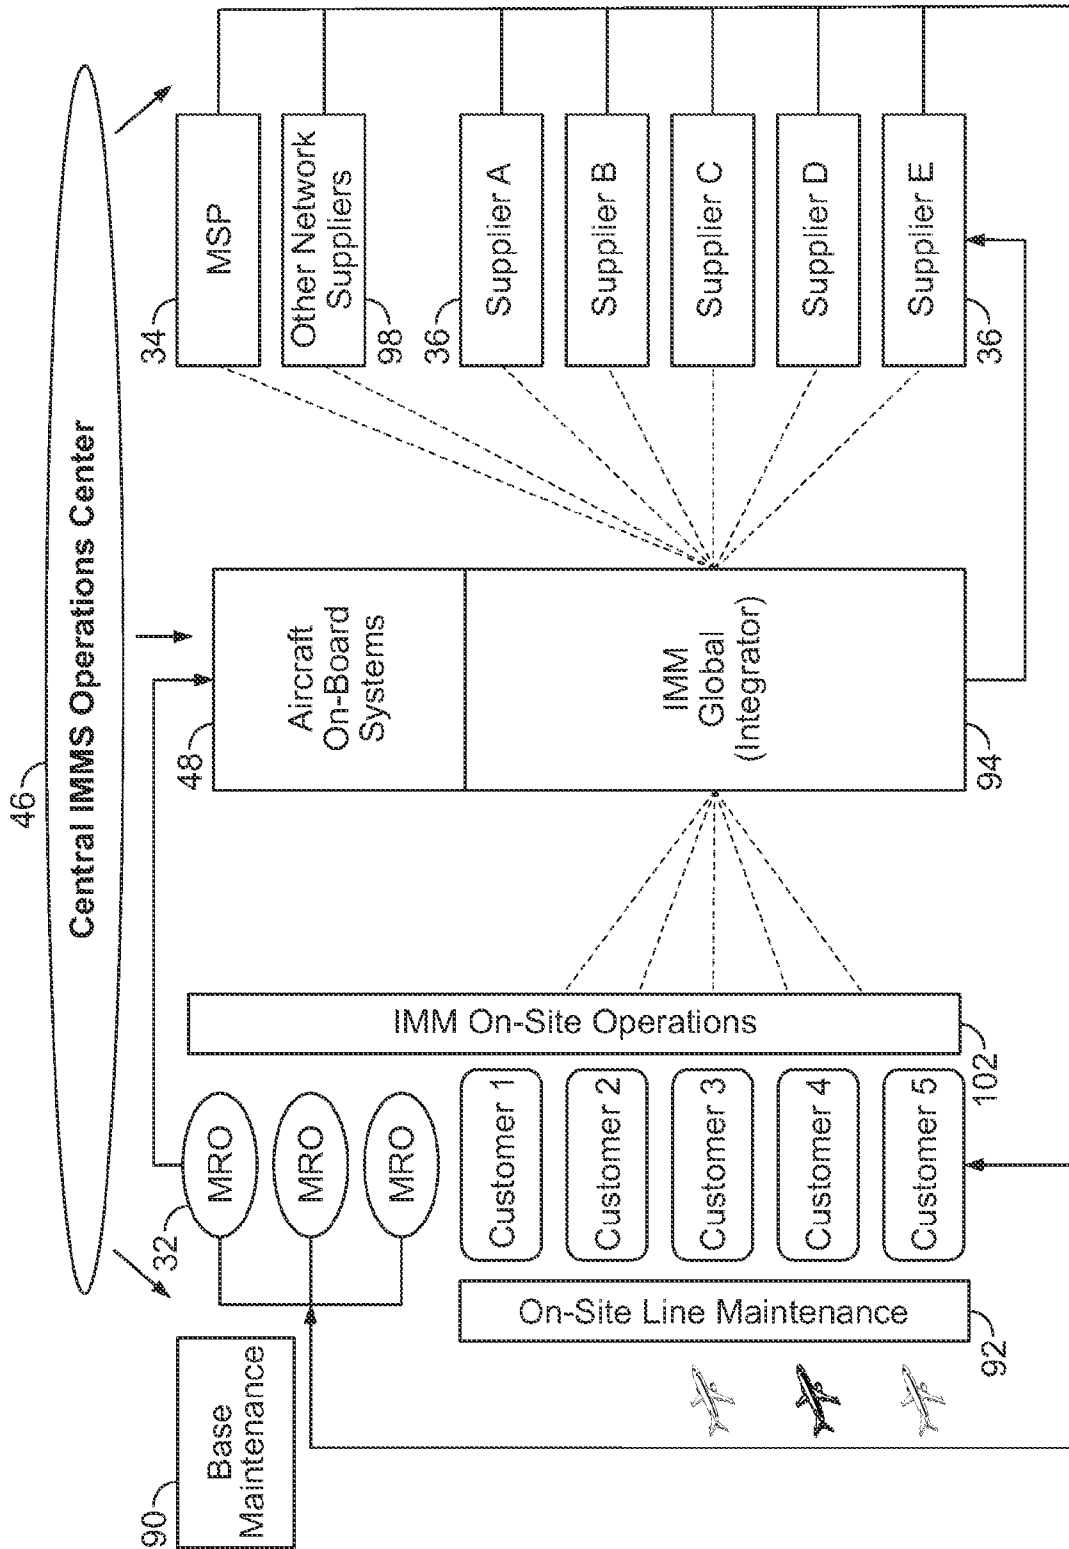 46
Central IMMS Operations Center
90
Base
Maintenance
32
MRO
MRO
MRO
48
Aircraft
On-Board
Systems
34
MSP
Other Network
Suppliers
98
On-Site Line Maintenance
92
Customer 1
Customer 2
Customer 3
Customer 4
Customer 5
IMM On-Site Operations
102
IMM
Global
(Integrator)
94
36
Supplier A
Supplier B
Supplier C
Supplier D
Supplier E
36